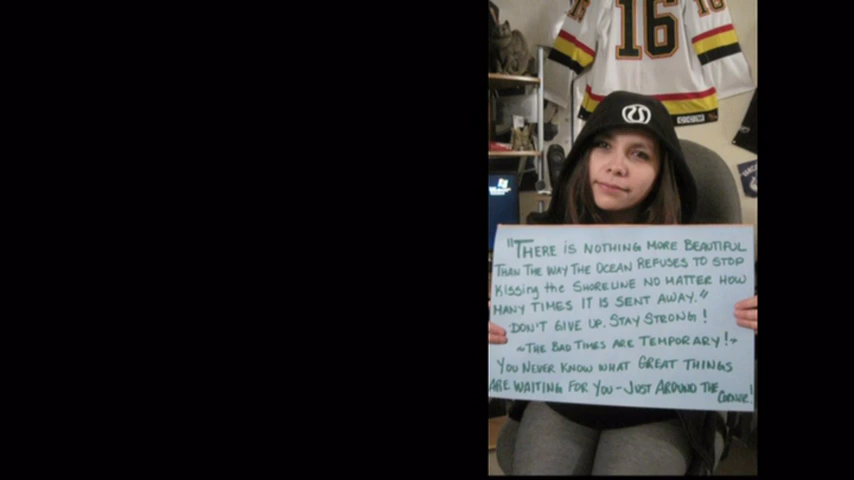 16
16
"THERE IS NOTHING MORE BEAUTIFUL
THAN THE WAY THE OCEAN REFUSES TO STOP
Kissing the SHORELINE NO MATTER HOW
MANY TIMES IT IS SENT AWAY."
DON'T GIVE UP. STAY STRONG!
~THE BAD TIMES ARE TEMPORARY!~
YOU NEVER KNOW WHAT GREAT THINGS
ARE WAITING FOR YOU - JUST AROUND THE
CORNER!